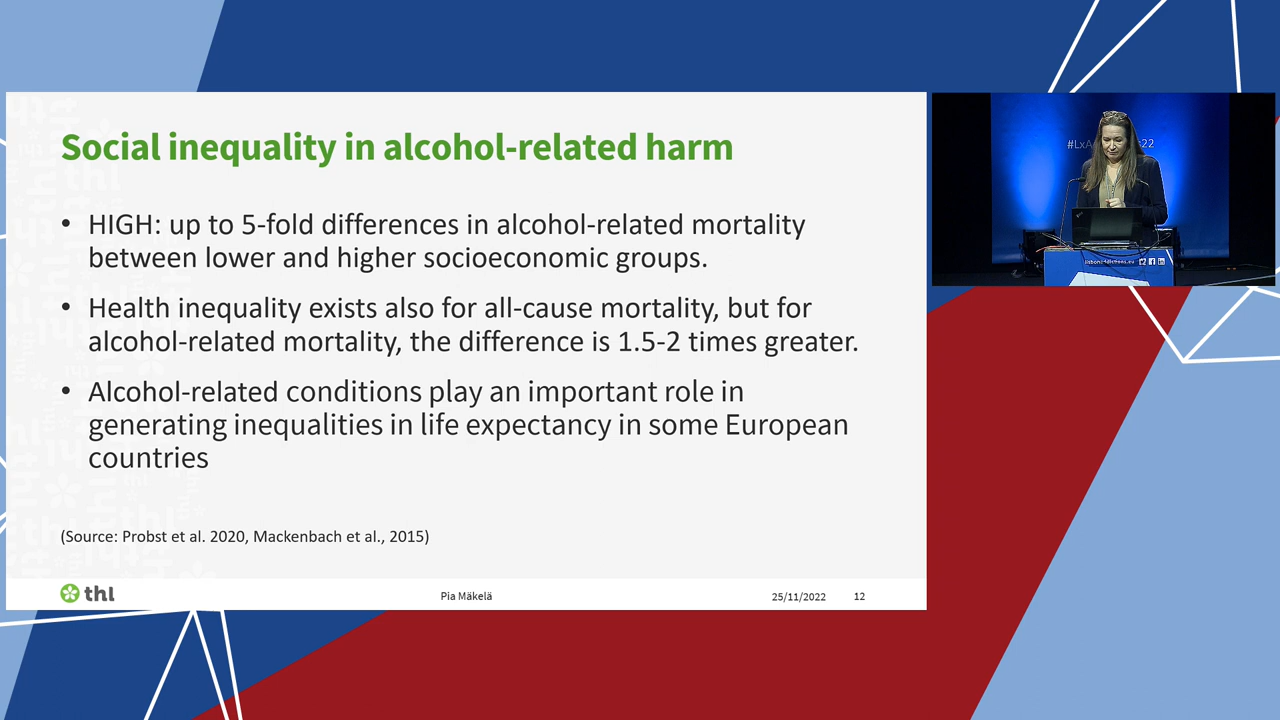 Social inequality in alcohol-related harm
• HIGH: up to 5-fold differences in alcohol-related mortality
between lower and higher socioeconomic groups.
• Health inequality exists also for all-cause mortality, but for
alcohol-related mortality, the difference is 1.5-2 times greater.
• Alcohol-related conditions play an important role in
generating inequalities in life expectancy in some European
countries
(Source: Probst et al. 2020, Mackenbach et al., 2015)
thl
Pia Mäkelä
25/11/2022
12
lisbonaddictions.eu